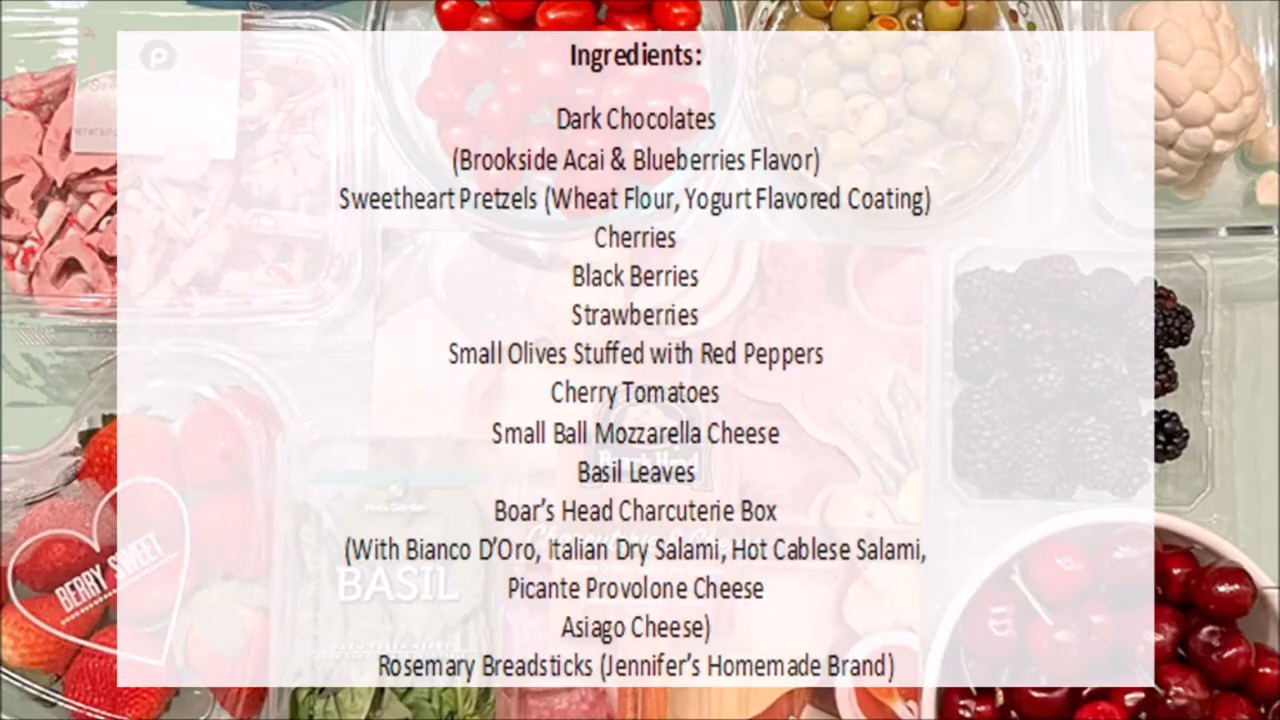 Ingredients:
Dark Chocolates
(Brookside Acai & Blueberries Flavor)
Sweetheart Pretzels (Wheat Flour, Yogurt Flavored Coating)
Cherries
Black Berries
Strawberries
Small Olives Stuffed with Red Peppers
Cherry Tomatoes
Small Ball Mozzarella Cheese
Basil Leaves
Boar's Head Charcuterie Box
(With Bianco D'Oro, Italian Dry Salami, Hot Cablese Salami,
Picante Provolone Cheese
Asiago Cheese)
Rosemary Breadsticks (Jennifer's Homemade Brand)
BERRY SWEET
BASIL